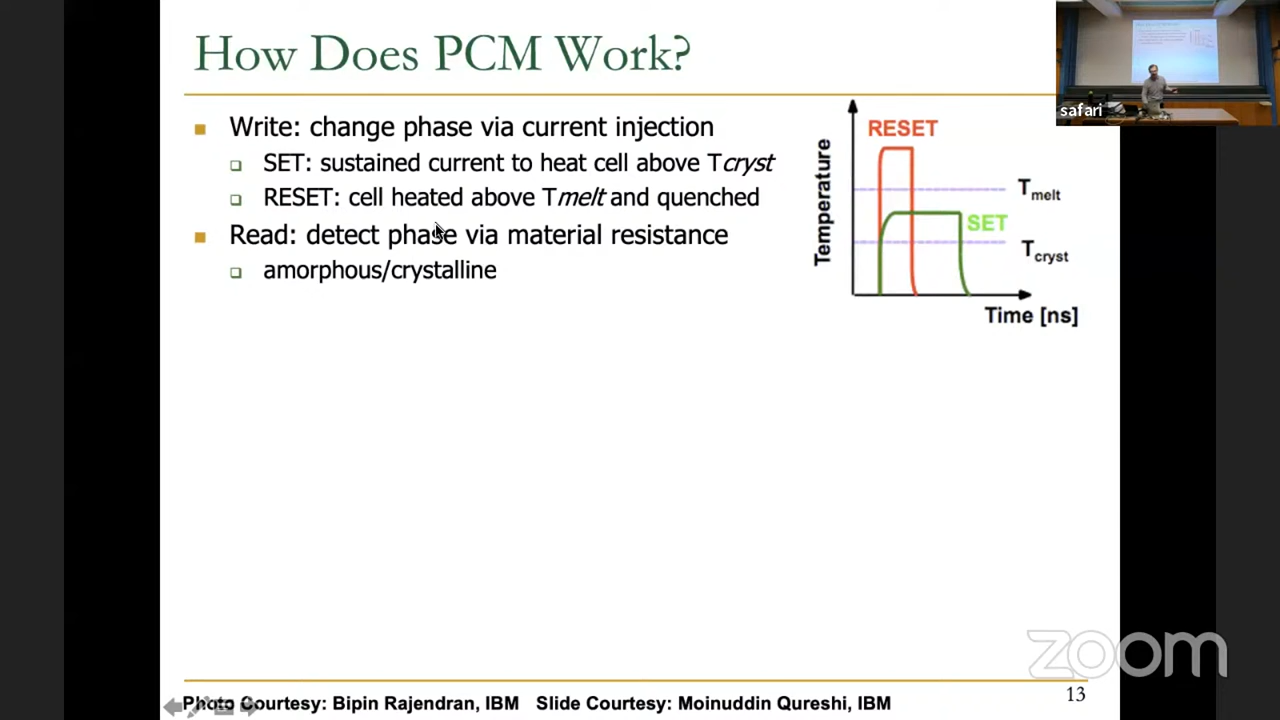 How Does PCM Work?
safari
Write: change phase via current injection
SET: sustained current to heat cell above Tcryst
RESET: cell heated above Tmelt and quenched
Read: detect phase via material resistance
amorphous/crystalline
RESET
Tmelt
SET
Tcryst
Temperature
Time [ns]
zoom
Photo Courtesy: Bipin Rajendran, IBM Slide Courtesy: Moinuddin Qureshi, IBM
13